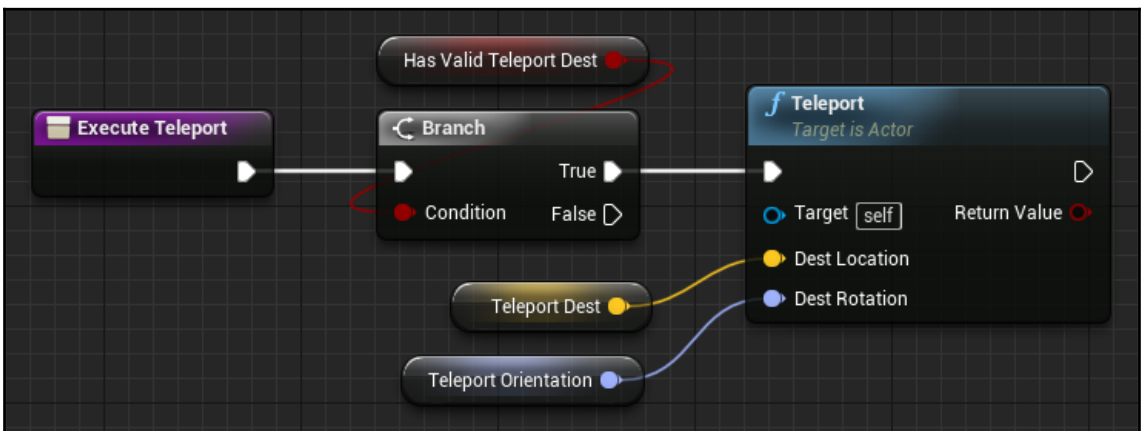 Has Valid Teleport Dest
Execute Teleport
Branch
True
Condition
False
Teleport
Target is Actor
Target self
Return Value
Dest Location
Dest Rotation
Teleport Dest
Teleport Orientation